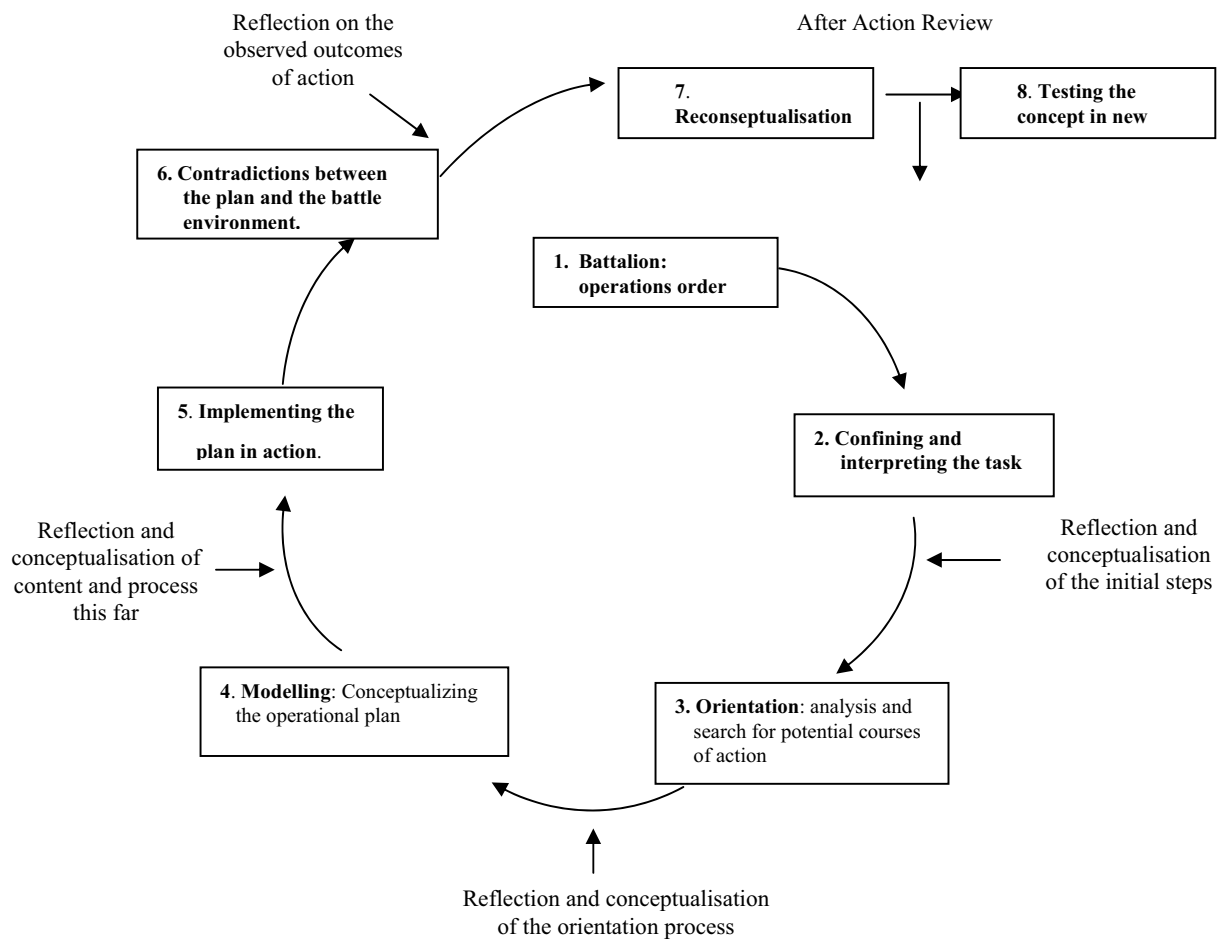 Reflection on the
observed outcomes
of action
After Action Review
7.
Reconseptualisation
8. Testing the
concept in new
6. Contradictions between
the plan and the battle
environment.
1. Battalion:
operations order
5. Implementing the
plan in action.
2. Confining and
interpreting the task
Reflection and
conceptualisation of
content and process
this far
Reflection and
conceptualisation
of the initial steps
4. Modelling: Conceptualizing
the operational plan
3. Orientation: analysis and
search for potential courses
of action
Reflection and conceptualisation
of the orientation process